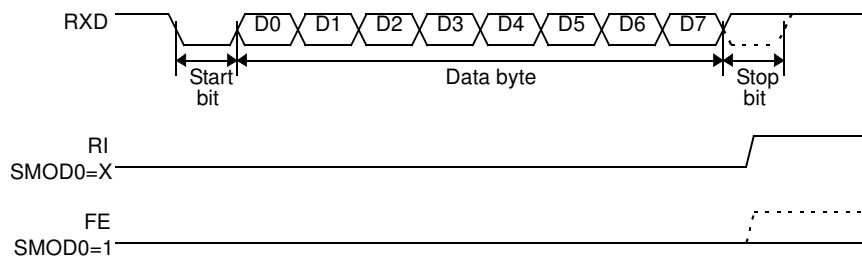 RXD D0 D1 D2 D3 D4 D5 D6 D7
Start bit
Data byte
Stop bit
RI
SMOD0=X
FE
SMOD0=1